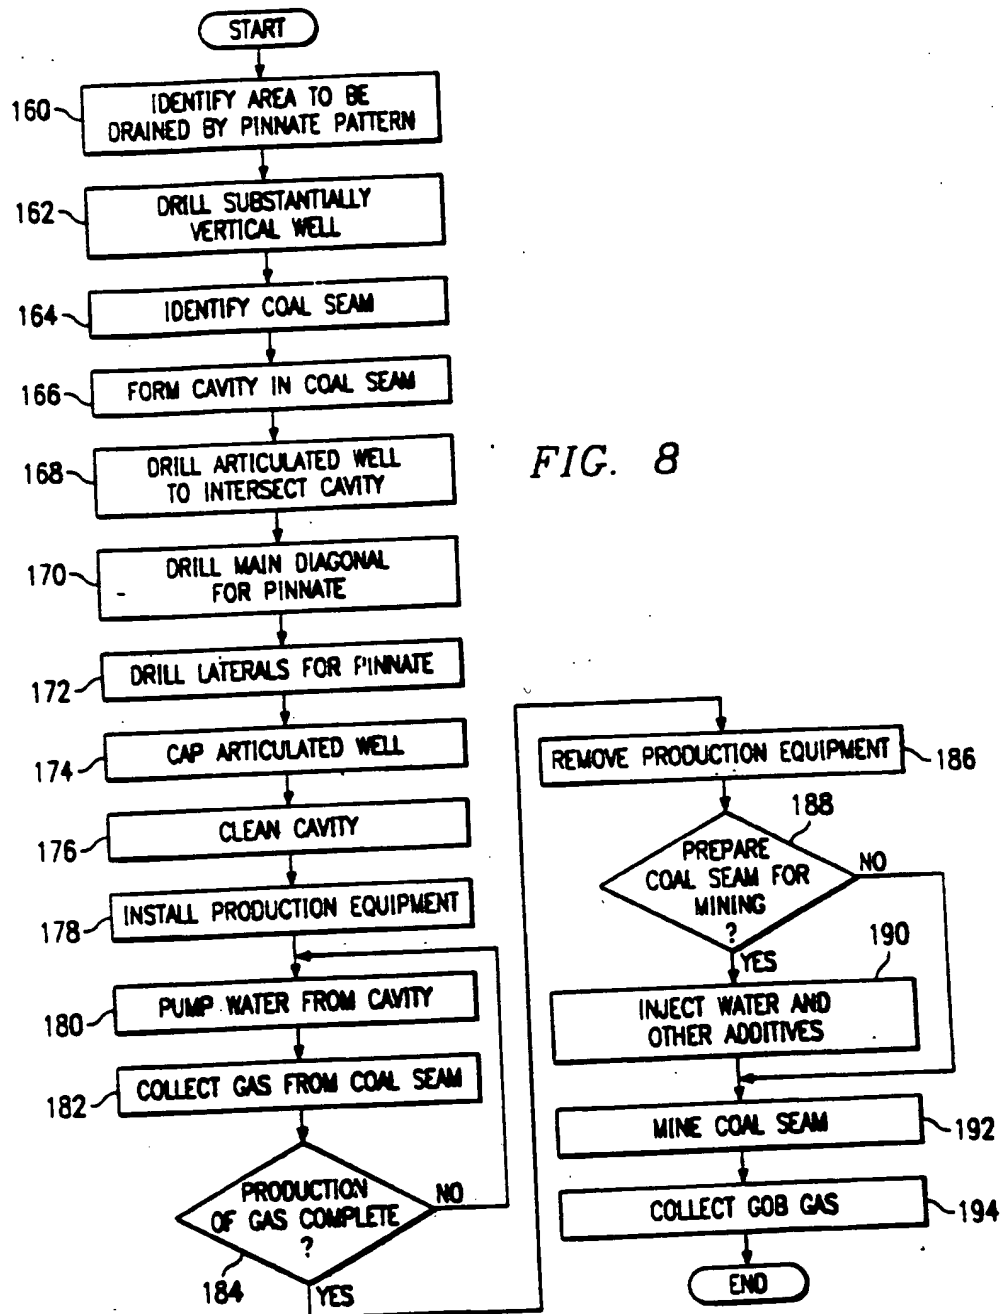 START
160
IDENTIFY AREA TO BE
DRAINED BY PINNATE PATTERN
162
DRILL SUBSTANTIALLY
VERTICAL WELL
164
IDENTIFY COAL SEAM
166
FORM CAVITY IN COAL SEAM
168
DRILL ARTICULATED WELL
TO INTERSECT CAVITY
170
DRILL MAIN DIAGONAL
FOR PINNATE
172
DRILL LATERALS FOR PINNATE
174
CAP ARTICULATED WELL
176
CLEAN CAVITY
178
INSTALL PRODUCTION EQUIPMENT
180
PUMP WATER FROM CAVITY
182
COLLECT GAS FROM COAL SEAM
184
PRODUCTION
OF GAS COMPLETE
?
NO
YES
FIG. 8
REMOVE PRODUCTION EQUIPMENT
186
188
PREPARE
COAL SEAM FOR
MINING
?
NO
YES
190
INJECT WATER AND
OTHER ADDITIVES
MINE COAL SEAM
192
COLLECT GOB GAS
194
END